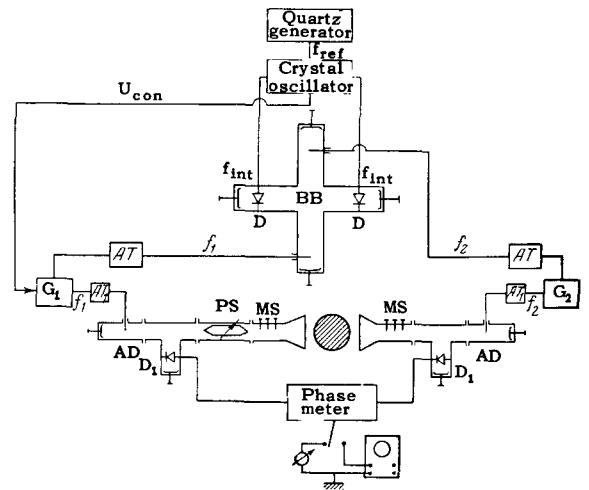 Quartz
generator
f_ref
Crystal
oscillator
U_con
f_int
f_int
BB
D
D
AT
f_1
f_2
AT
G_1
f_1
AT
PS
MS
MS
AT_1
f_2
G_2
AD
D_1
D_1
AD
Phase
meter